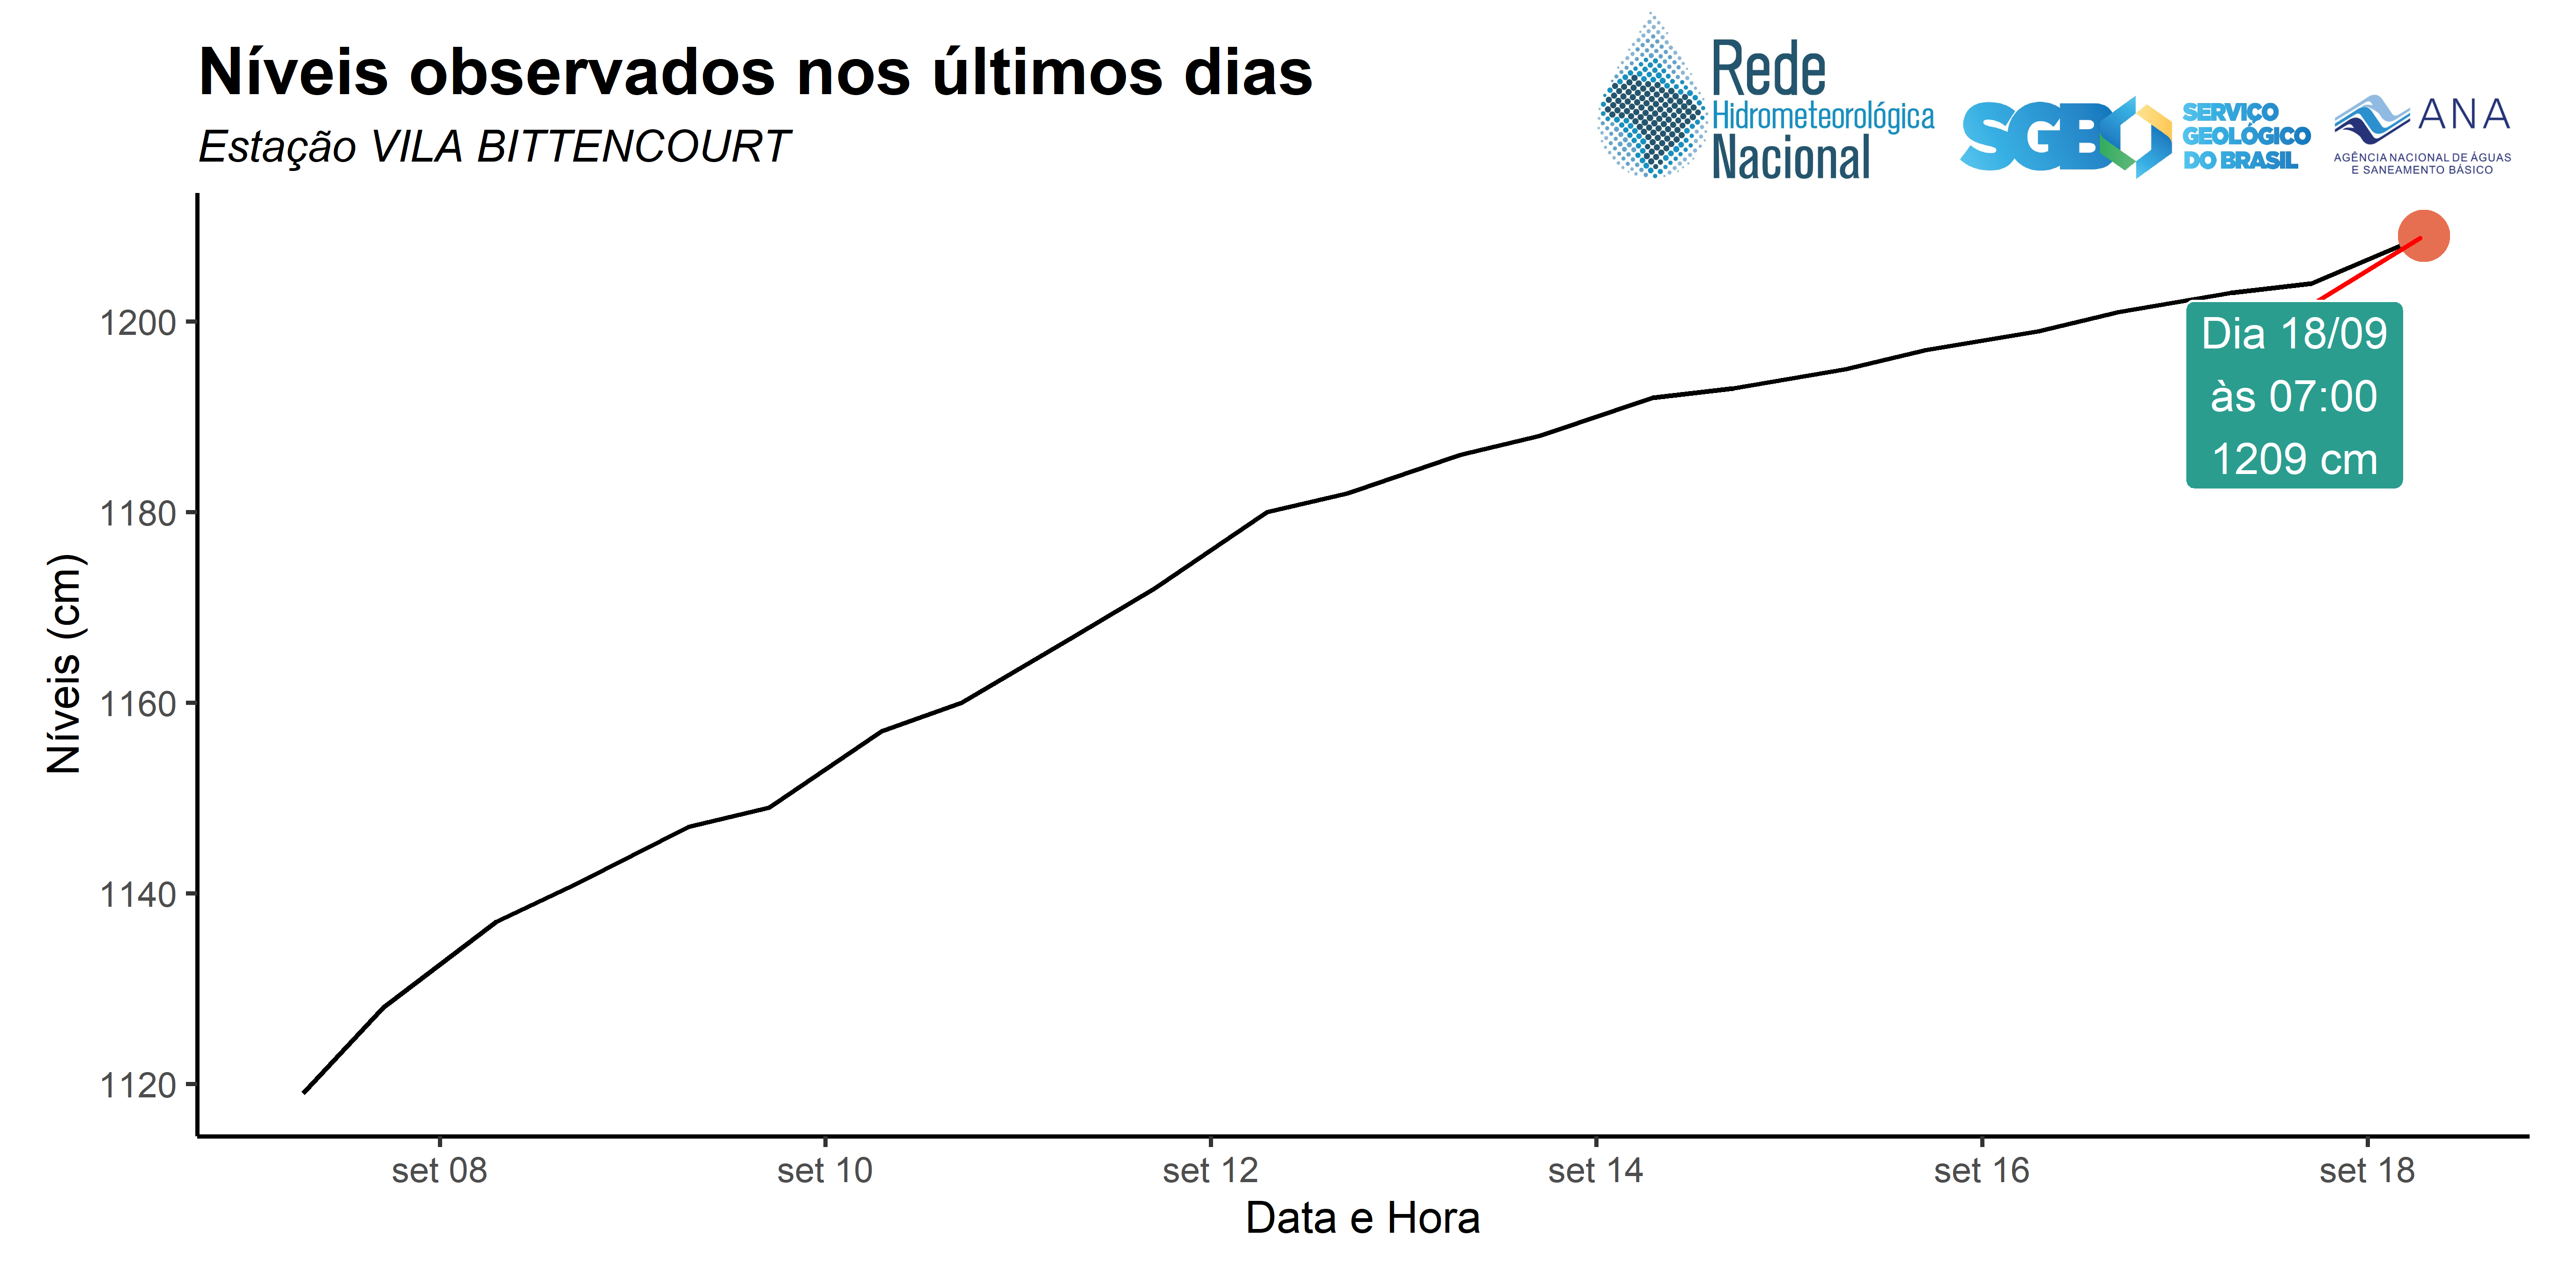 Níveis observados nos últimos dias
Estação VILA BITTENCOURT
Rede
Hidrometeorológica
Nacional
SGB
SERVIÇO
GEOLÓGICO
DO BRASIL
ANA
AGÊNCIA NACIONAL DE ÁGUAS
E SANEAMENTO BÁSICO
Níveis (cm)
1200
1180
1160
1140
1120
Dia 18/09
às 07:00
1209 cm
set 08
set 10
set 12
set 14
set 16
set 18
Data e Hora